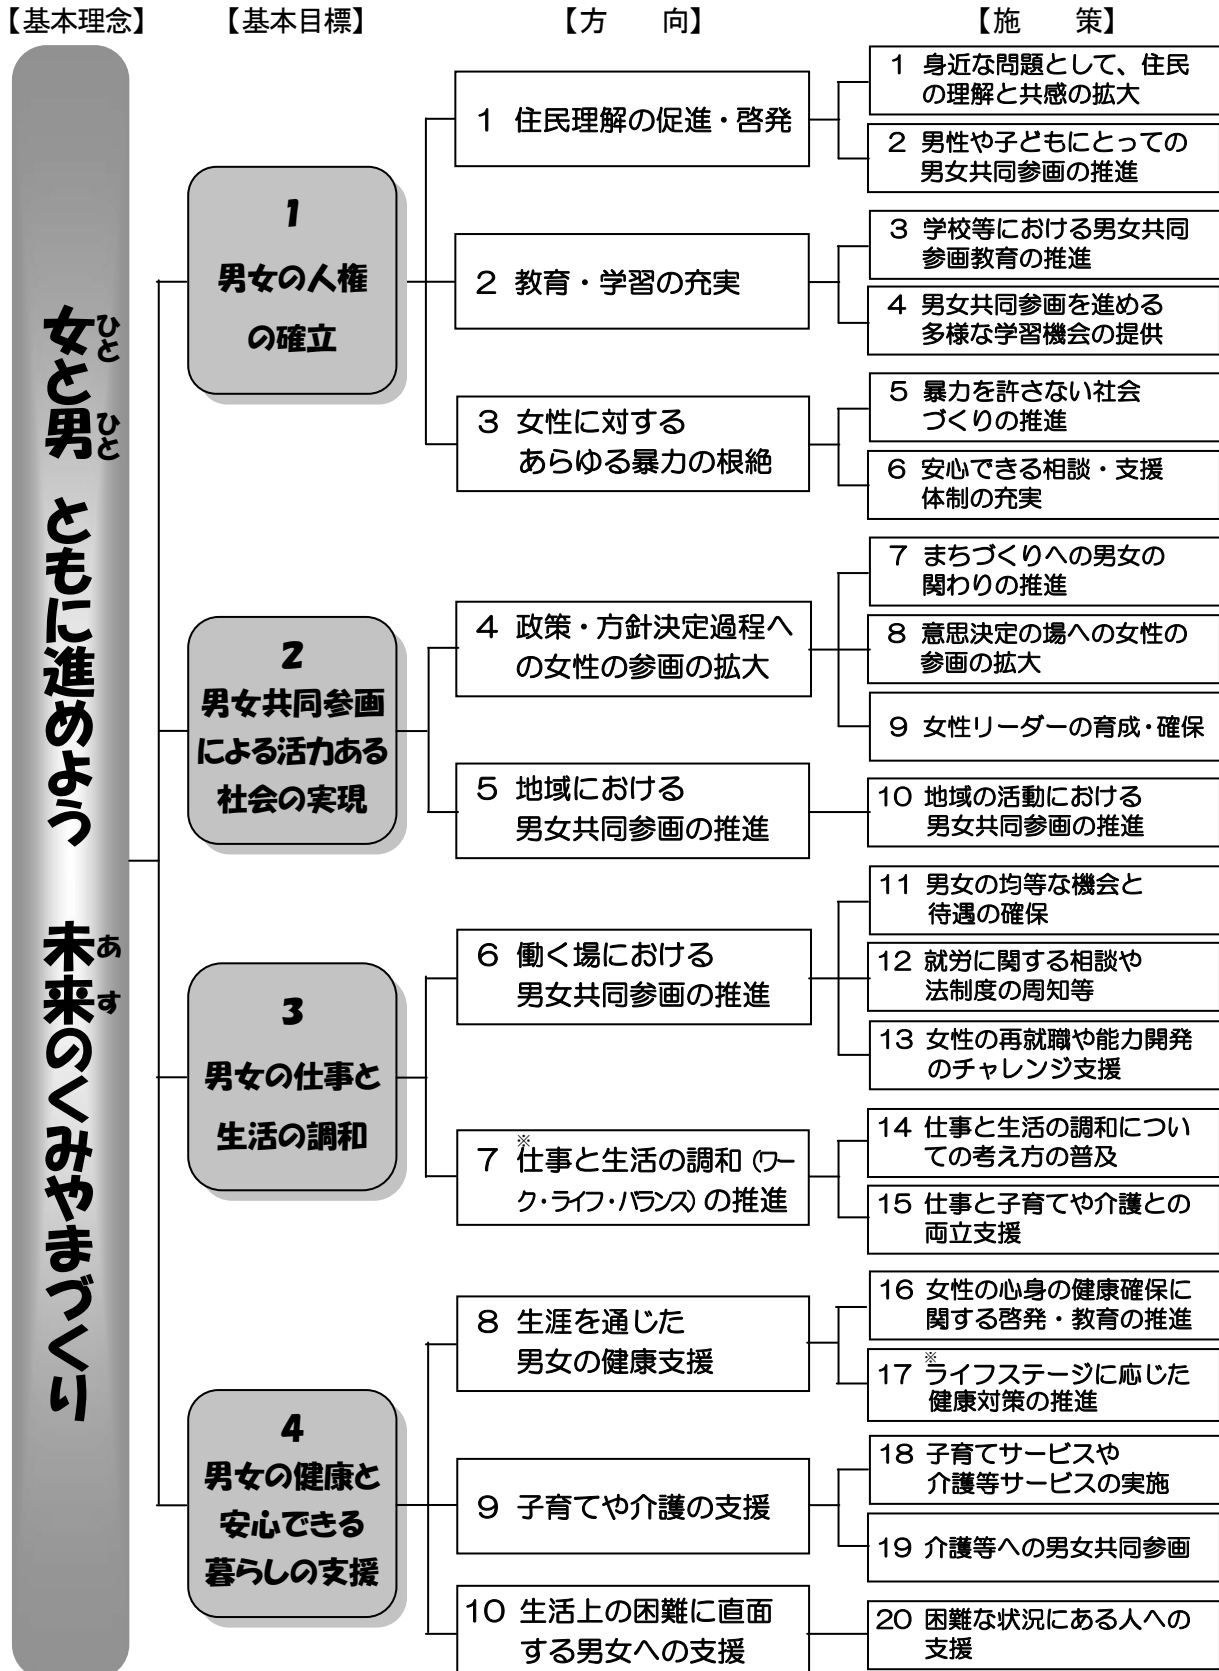 【基本理念】
【基本目標】
【方　向】
【施　策】
女と男　ともに進めよう　未来のくみやまづくり
ひと
ひと
あす
1
男女の人権
の確立
1 住民理解の促進・啓発
1 身近な問題として、住民
の理解と共感の拡大
2 男性や子どもにとっての
男女共同参画の推進
2 教育・学習の充実
3 学校等における男女共同
参画教育の推進
4 男女共同参画を進める
多様な学習機会の提供
3 女性に対する
あらゆる暴力の根絶
5 暴力を許さない社会
づくりの推進
6 安心できる相談・支援
体制の充実
2
男女共同参画
による活力ある
社会の実現
4 政策・方針決定過程へ
の女性の参画の拡大
7 まちづくりへの男女の
関わりの推進
8 意思決定の場への女性の
参画の拡大
9 女性リーダーの育成・確保
5 地域における
男女共同参画の推進
10 地域の活動における
男女共同参画の推進
3
男女の仕事と
生活の調和
6 働く場における
男女共同参画の推進
11 男女の均等な機会と
待遇の確保
12 就労に関する相談や
法制度の周知等
13 女性の再就職や能力開発
のチャレンジ支援
※
7 仕事と生活の調和（ワー
ク・ライフ・バランス）の推進
14 仕事と生活の調和につい
ての考え方の普及
15 仕事と子育てや介護との
両立支援
4
男女の健康と
安心できる
暮らしの支援
8 生涯を通じた
男女の健康支援
16 女性の心身の健康確保に
関する啓発・教育の推進
※
17 ライフステージに応じた
健康対策の推進
9 子育てや介護の支援
18 子育てサービスや
介護等サービスの実施
19 介護等への男女共同参画
10 生活上の困難に直面
する男女への支援
20 困難な状況にある人への
支援